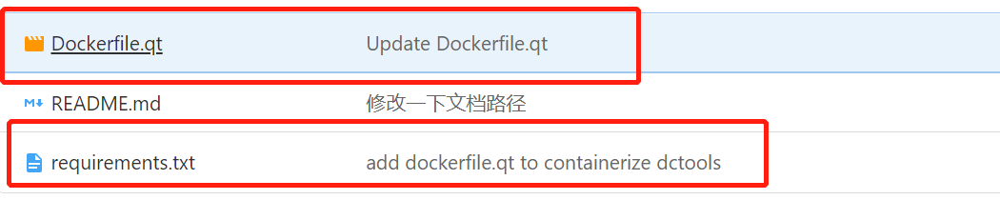 Dockerfile.qt Update Dockerfile.qt
README.md 修改一下文档路径
requirements.txt add dockerfile.qt to containerize dctools